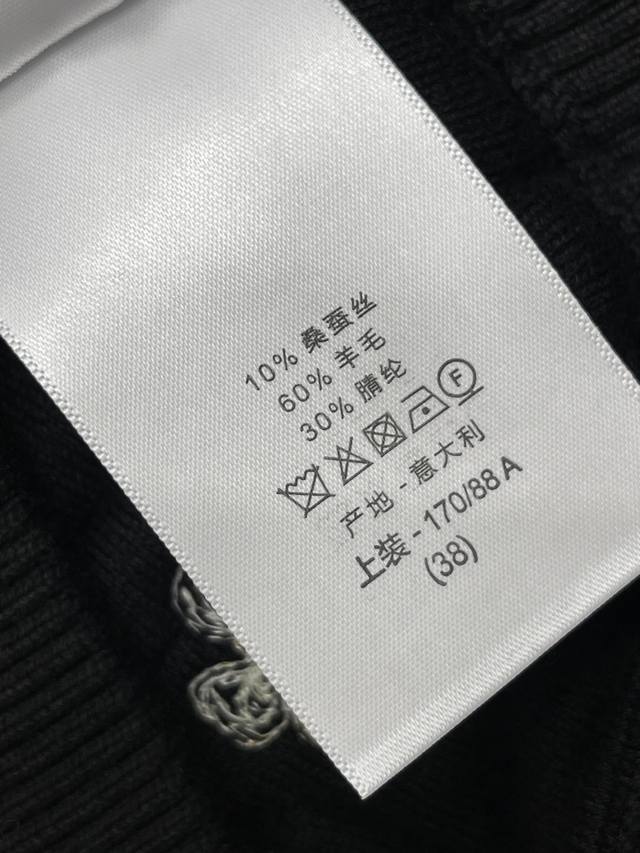 10% 桑蚕丝
60% 羊毛
30% 腈纶
F
产地 - 意大利
上装 - 170/88 A
(38)